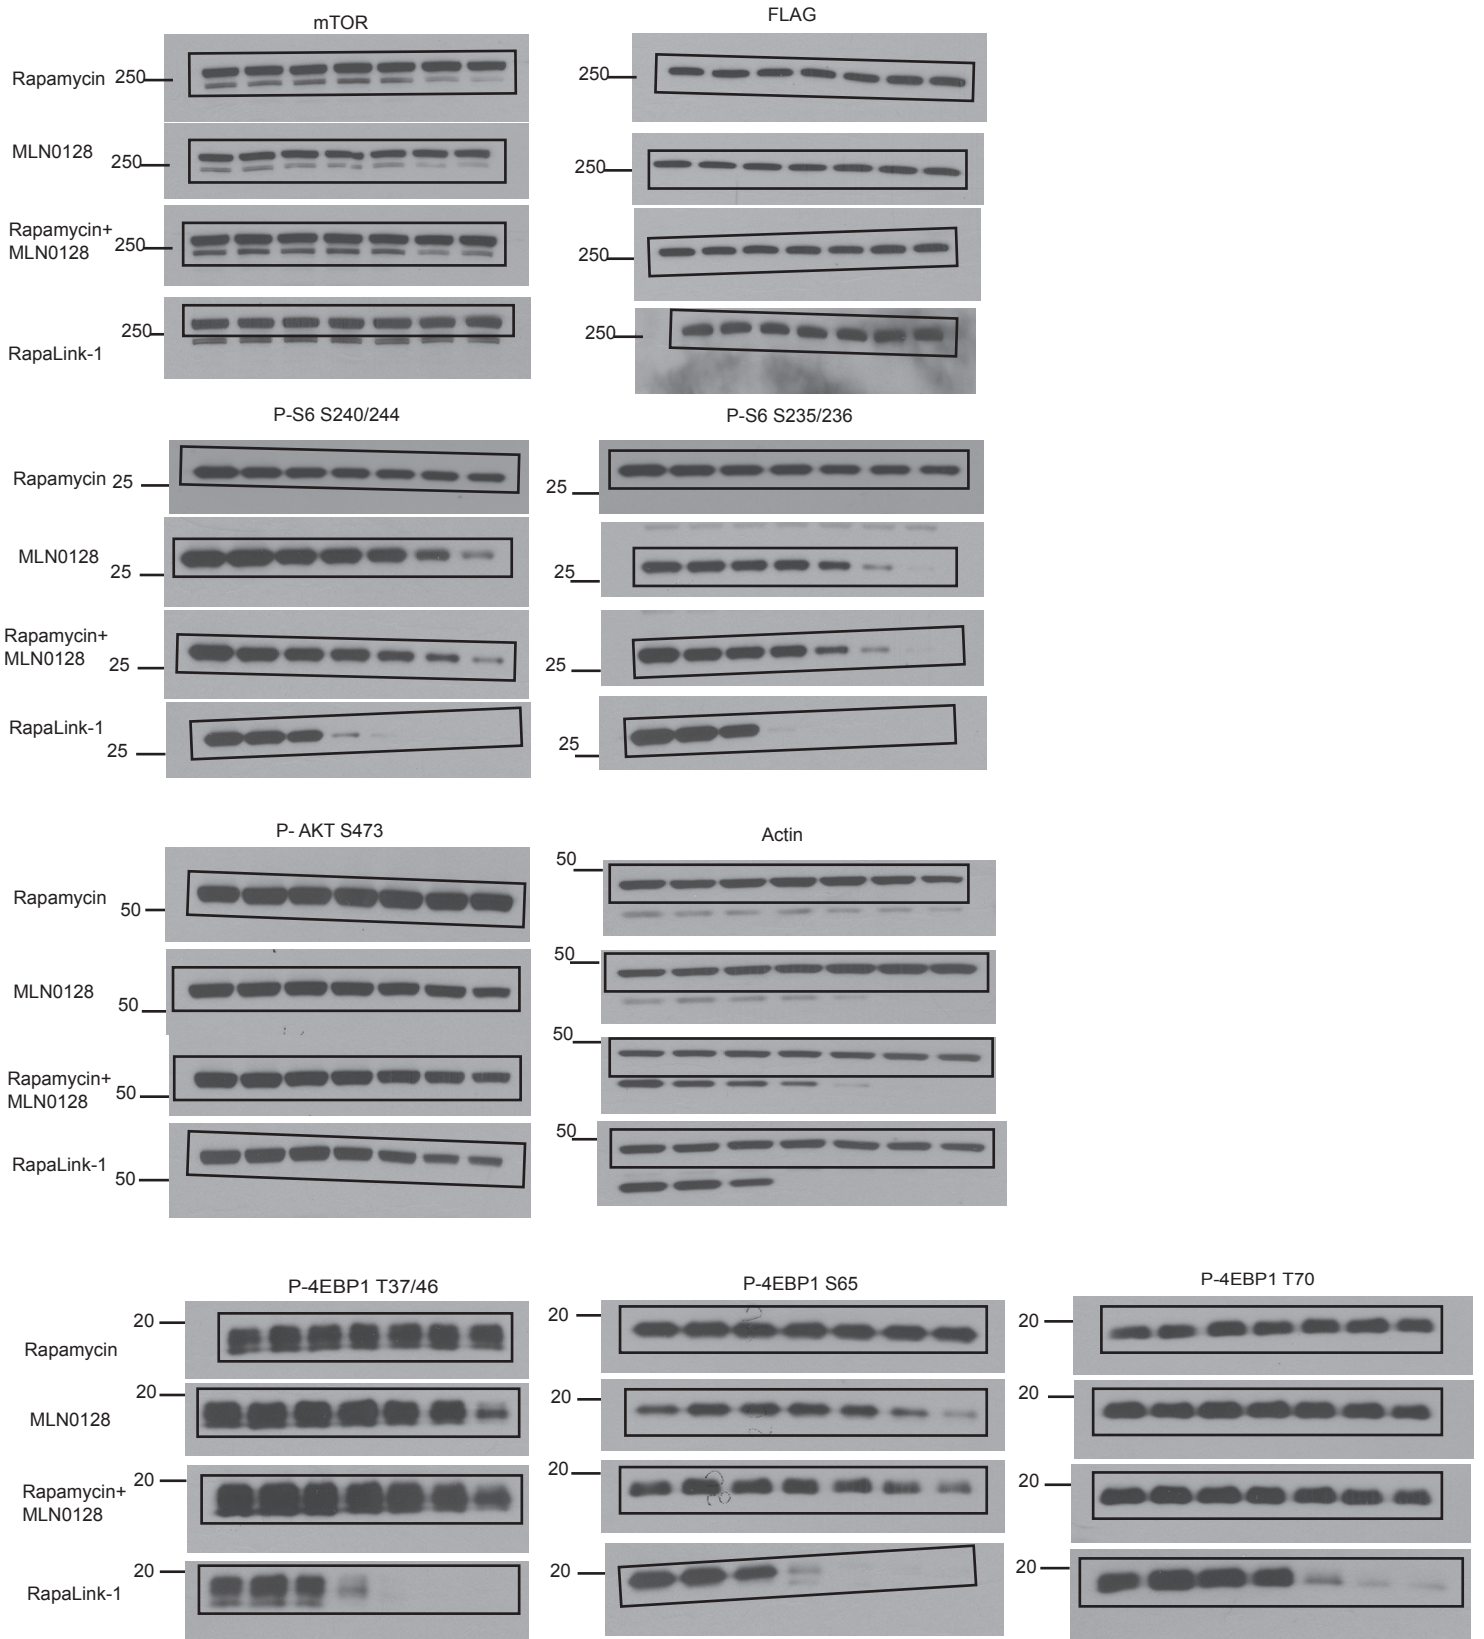 mTOR
FLAG
Rapamycin 250
250
MLN0128
250
250
Rapamycin+
MLN0128
250
250
250
250
RapaLink-1
P-S6 S240/244
P-S6 S235/236
Rapamycin 25
25
MLN0128
25
25
Rapamycin+
MLN0128
25
25
RapaLink-1
25
25
P- AKT S473
Actin
50
Rapamycin
50
50
MLN0128
50
50
Rapamycin+
MLN0128
50
50
RapaLink-1
50
P-4EBP1 T37/46
P-4EBP1 S65
P-4EBP1 T70
20
20
20
Rapamycin
20
20
20
MLN0128
20
20
20
Rapamycin+
MLN0128
20
20
20
RapaLink-1